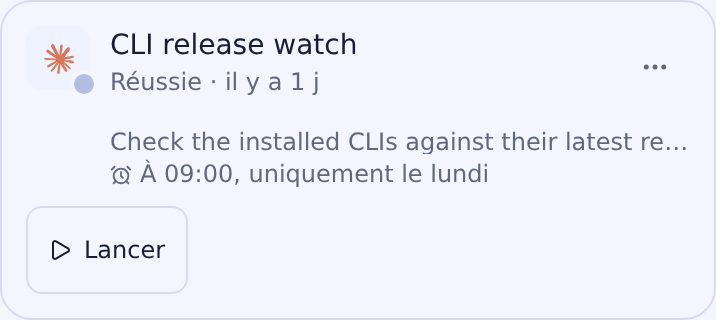 CLI release watch
Réussie · il y a 1 j
Check the installed CLIs against their latest re...
À 09:00, uniquement le lundi
Lancer